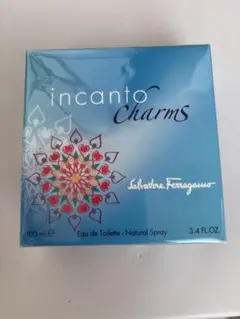 incanto
Charms
Salvatore Ferragamo
100 ml ℮ Eau de Toilette - Natural Spray 3.4 FL.OZ.